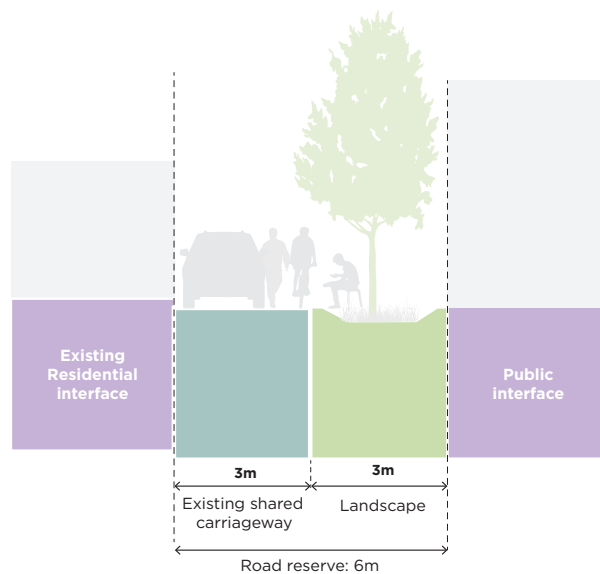 Existing
Residential
interface
Public
interface
3m
3m
Existing shared
carriageway
Landscape
Road reserve: 6m